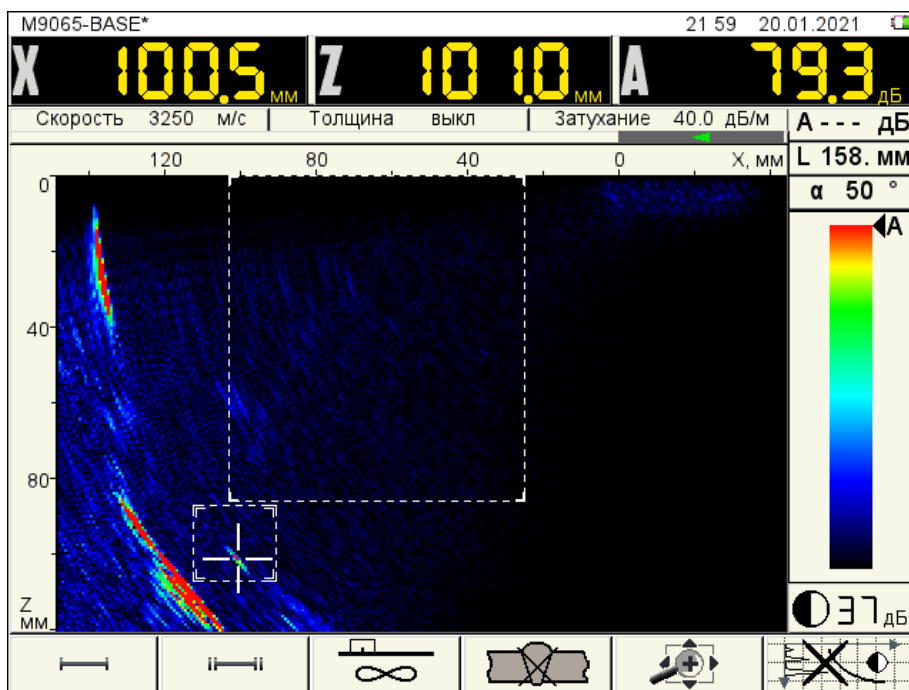 M9065-BASE* 21 59 20.01.2021
X 100.5 мм Z 101.0 мм A 79.3 дБ
Скорость 3250 м/с Толщина выкл Затухание 40.0 дБ/м A - - - дБ
120 80 40 0 X, мм
L 158. мм
α 50 °
0
A
40
80
Z
мм
37 дБ